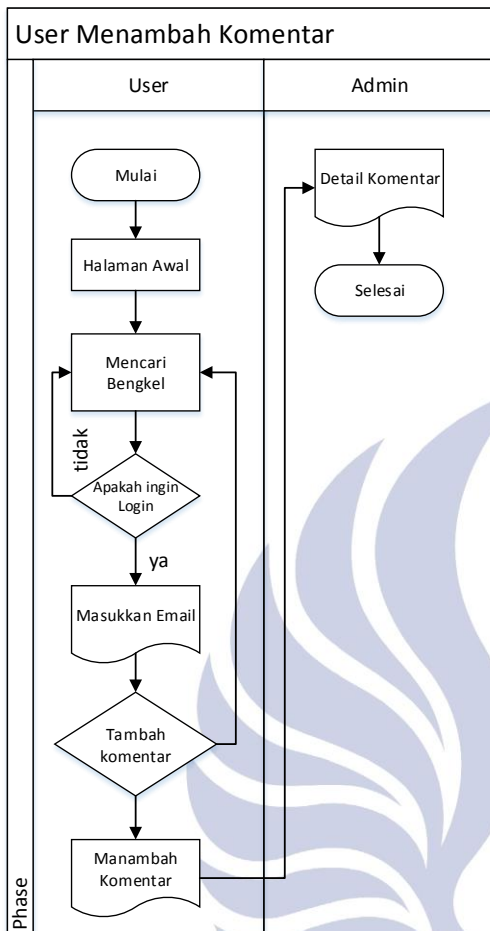 User Menambah Komentar
User
Admin
Phase
Mulai
Halaman Awal
Mencari
Bengkel
tidak
Apakah ingin
Login
ya
Masukkan Email
Tambah
komentar
Manambah
Komentar
Detail Komentar
Selesai